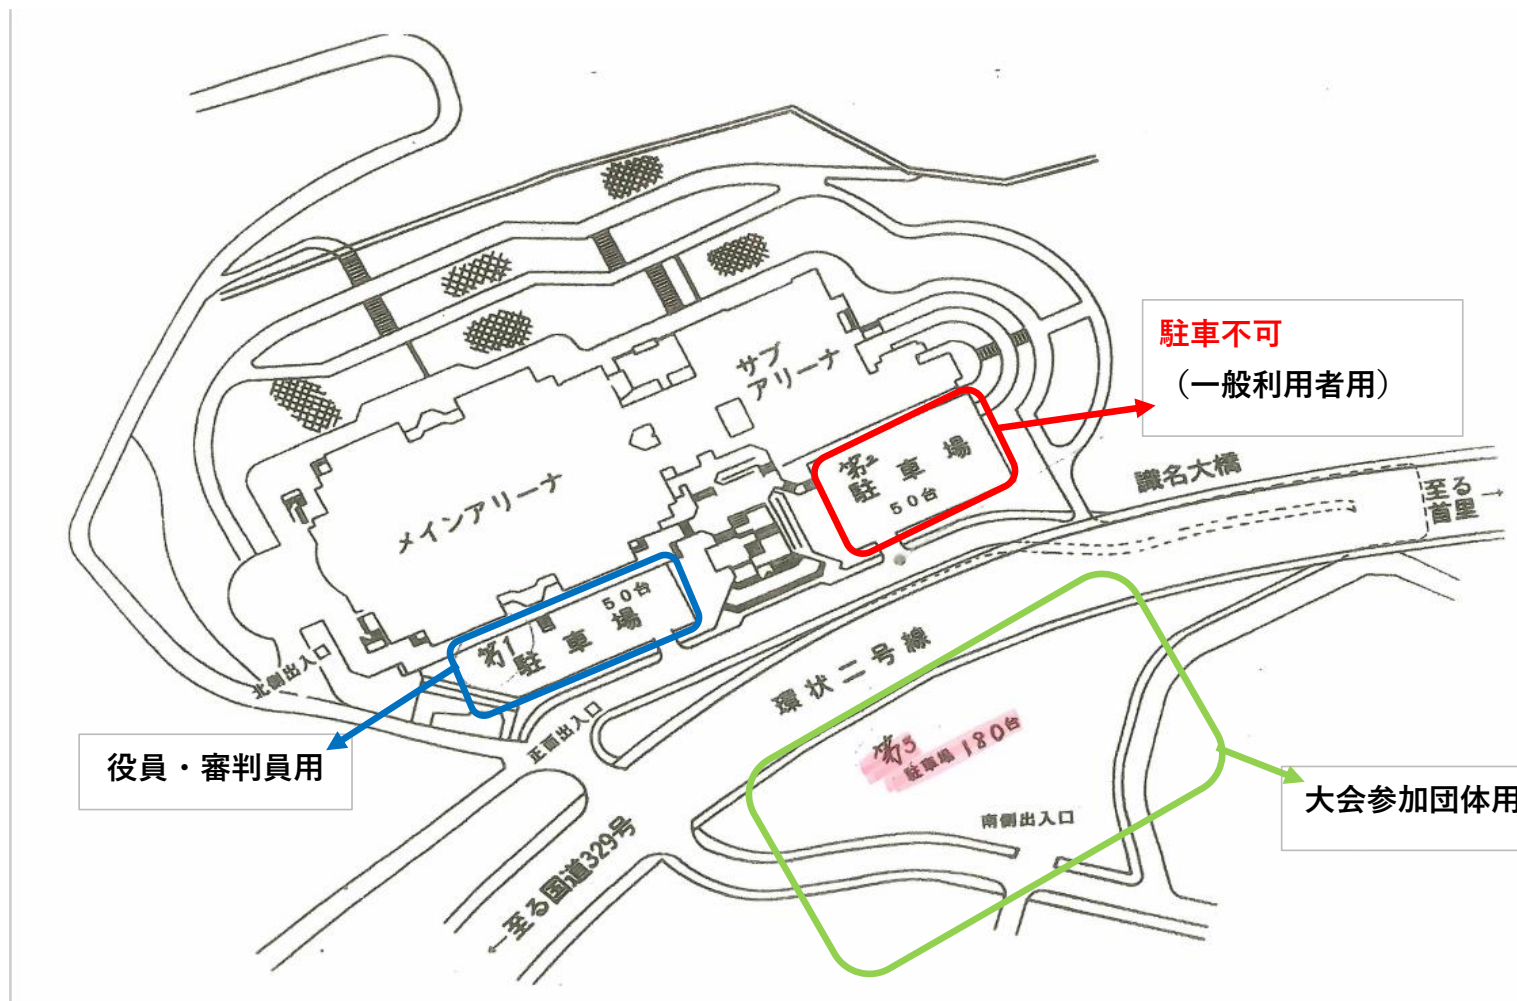 駐車不可
（一般利用者用）
サブ
アリーナ
メインアリーナ
第2
駐車場
50台
識名大橋
至る→
首里
50台
第1
駐車場
北側出入口
正面出入口
環状二号線
役員・審判員用
第3
駐車場 180台
南側出入口
大会参加団体用
←至る国道329号